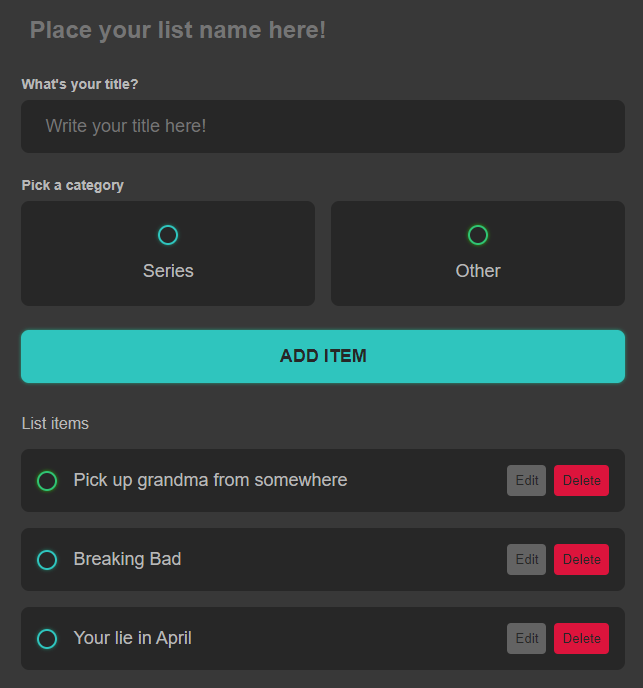 Place your list name here!
What's your title?
Write your title here!
Pick a category
Series
Other
ADD ITEM
List items
Pick up grandma from somewhere
Edit
Delete
Breaking Bad
Edit
Delete
Your lie in April
Edit
Delete